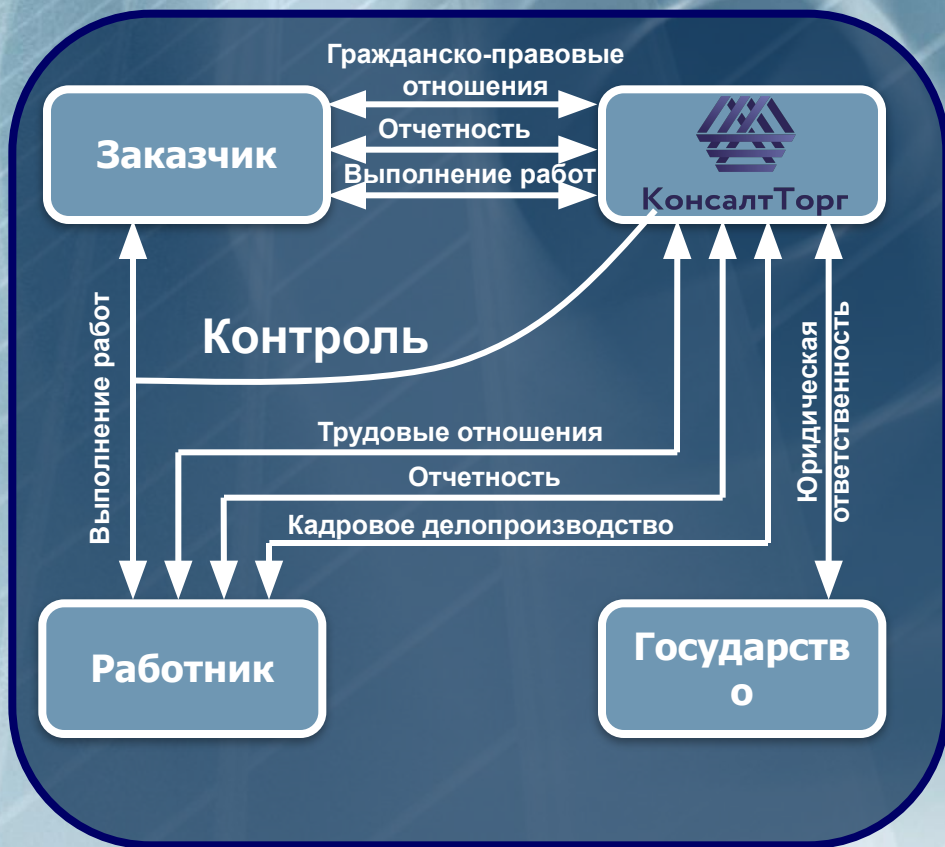 Гражданско-правовые
отношения
Заказчик
Отчетность
Выполнение работ
КонсалтТорг
Выполнение работ
Контроль
Юридическая
ответственность
Трудовые отношения
Отчетность
Кадровое делопроизводство
Работник
Государств
о